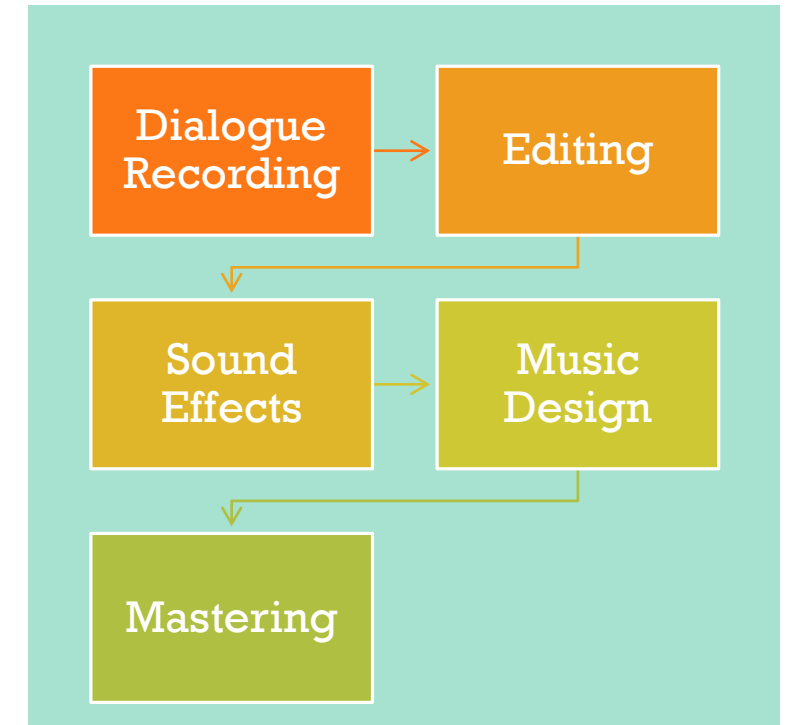 Dialogue
Recording
Editing
Sound
Effects
Music
Design
Mastering